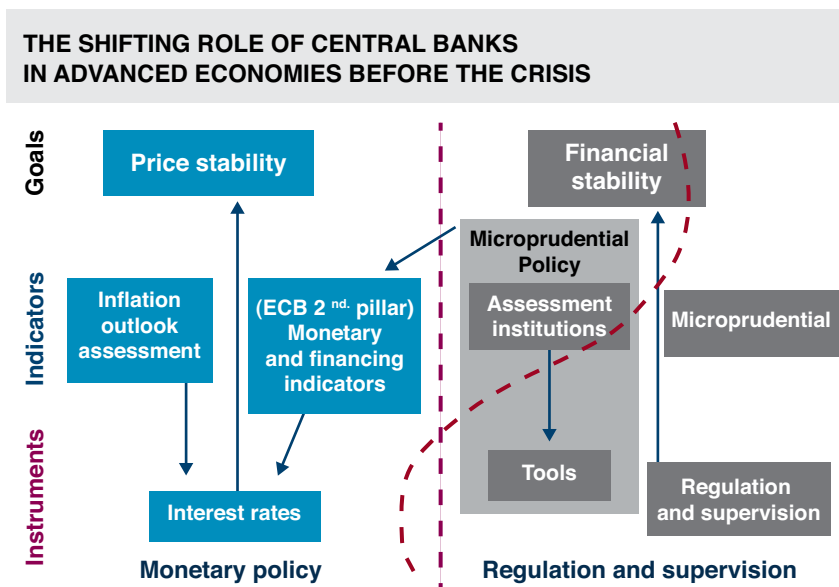 THE SHIFTING ROLE OF CENTRAL BANKS
IN ADVANCED ECONOMIES BEFORE THE CRISIS
Goals
Price stability
Financial
stability
Indicators
Inflation
outlook
assessment
(ECB 2 nd. pillar)
Monetary
and financing
indicators
Microprudential
Policy
Assessment
institutions
Microprudential
Instruments
Interest rates
Tools
Regulation
and supervision
Monetary policy
Regulation and supervision